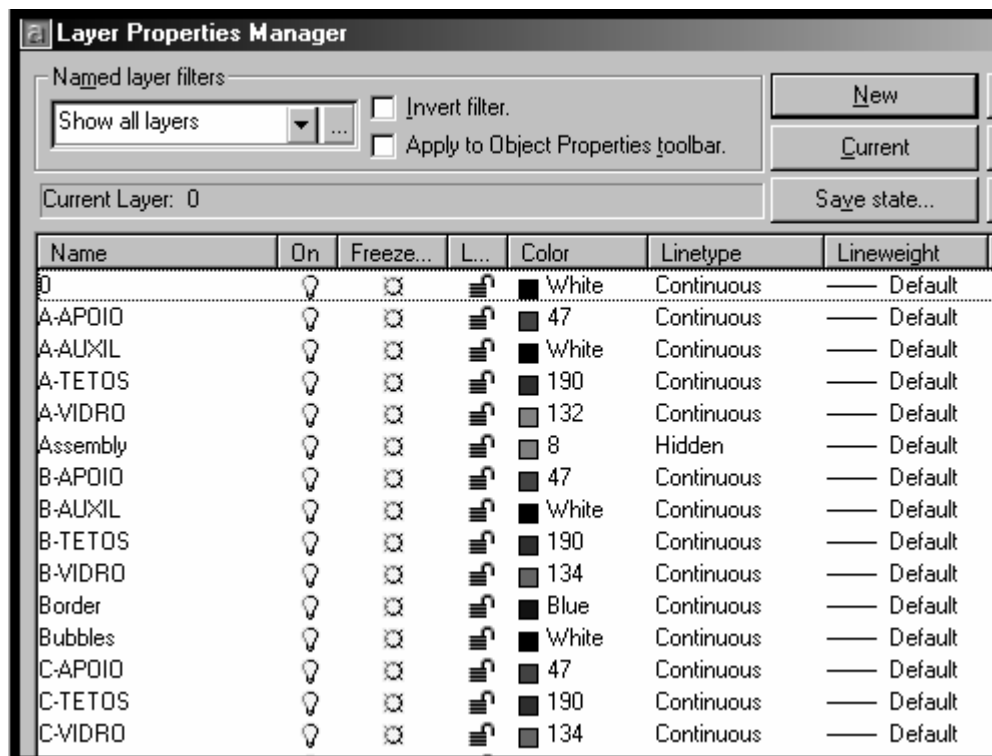 Layer Properties Manager
Named layer filters
Show all layers
...
Invert filter.
Apply to Object Properties toolbar.
New
Current
Save state...
Current Layer: 0
Name On Freeze... L... Color Linetype Lineweight
0 White Continuous Default
A-APOIO 47 Continuous Default
A-AUXIL White Continuous Default
A-TETOS 190 Continuous Default
A-VIDRO 132 Continuous Default
Assembly 8 Hidden Default
B-APOIO 47 Continuous Default
B-AUXIL White Continuous Default
B-TETOS 190 Continuous Default
B-VIDRO 134 Continuous Default
Border Blue Continuous Default
Bubbles White Continuous Default
C-APOIO 47 Continuous Default
C-TETOS 190 Continuous Default
C-VIDRO 134 Continuous Default